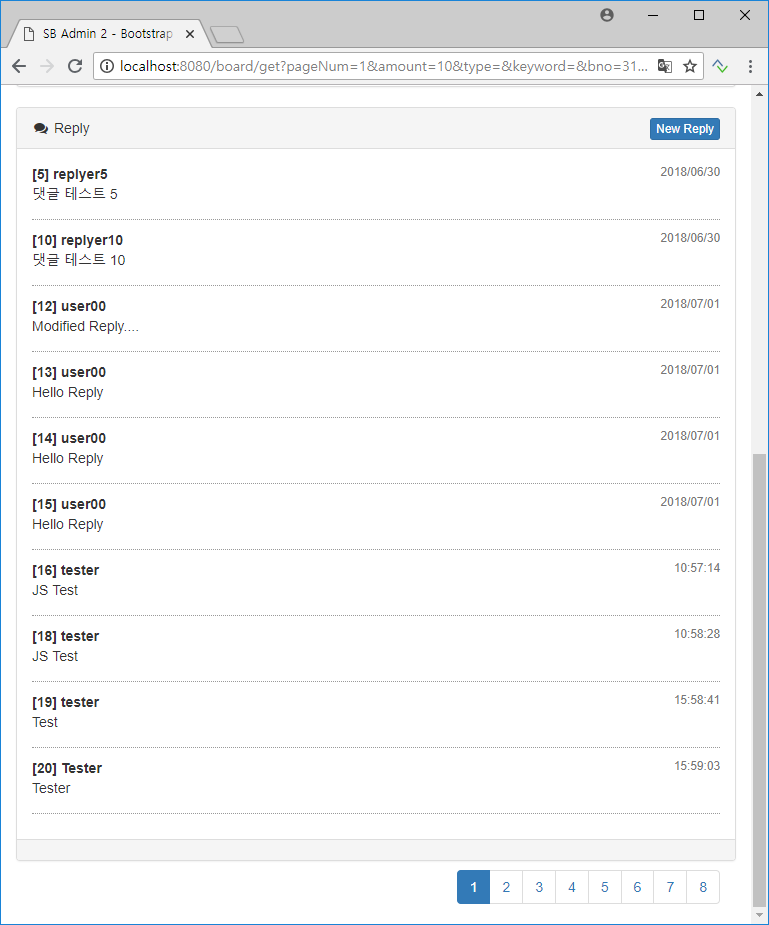 SB Admin 2 - Bootstrap
localhost:8080/board/get?pageNum=1&amount=10&type=&keyword=&bno=31...
Reply New Reply
[5] replyer5 2018/06/30
댓글 테스트 5
[10] replyer10 2018/06/30
댓글 테스트 10
[12] user00 2018/07/01
Modified Reply....
[13] user00 2018/07/01
Hello Reply
[14] user00 2018/07/01
Hello Reply
[15] user00 2018/07/01
Hello Reply
[16] tester 10:57:14
JS Test
[18] tester 10:58:28
JS Test
[19] tester 15:58:41
Test
[20] Tester 15:59:03
Tester
1 2 3 4 5 6 7 8